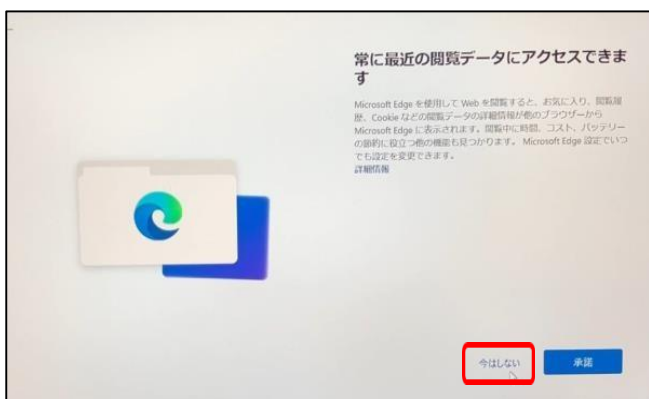 常に最近の閲覧データにアクセスできま
す
Microsoft Edge を使用して Web を閲覧すると、お気に入り、閲覧履
歴、Cookie などの閲覧データの詳細情報が他のブラウザーから
Microsoft Edge に表示されます。閲覧中に時間、コスト、バッテリー
の節約に役立つ他の機能も見つかります。 Microsoft Edge 設定でいつ
でも設定を変更できます。
詳細情報
今はしない
承諾